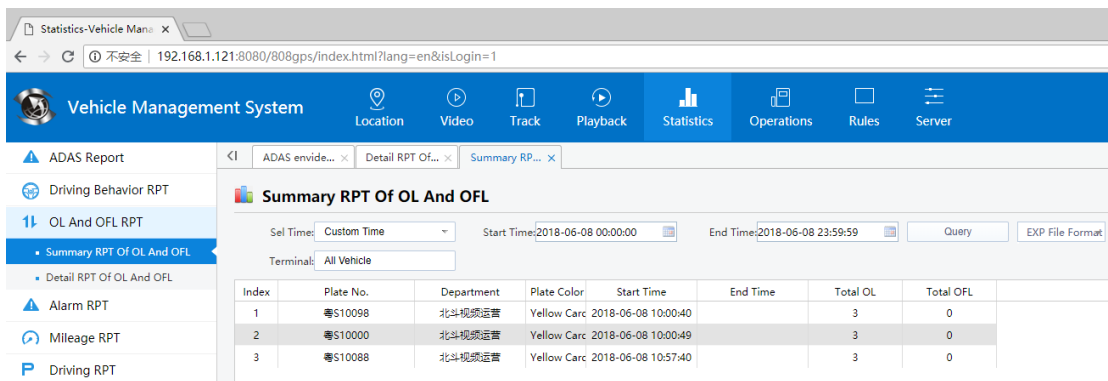 Statistics-Vehicle Mana
不安全 | 192.168.1.121:8080/808gps/index.html?lang=en&isLogin=1
Vehicle Management System
Location Video Track Playback Statistics Operations Rules Server
ADAS Report
Driving Behavior RPT
OL And OFL RPT
Summary RPT Of OL And OFL
Detail RPT Of OL And OFL
Alarm RPT
Mileage RPT
Driving RPT
ADAS envide... Detail RPT Of... Summary RP...
Summary RPT Of OL And OFL
Sel Time: Custom Time Start Time: 2018-06-08 00:00:00 End Time: 2018-06-08 23:59:59 Query EXP File Format
Terminal: All Vehicle
Index Plate No. Department Plate Color Start Time End Time Total OL Total OFL
1 粤S10098 北斗视频运营 Yellow Carc 2018-06-08 10:00:40 3 0
2 粤S10000 北斗视频运营 Yellow Carc 2018-06-08 10:00:49 3 0
3 粤S10088 北斗视频运营 Yellow Carc 2018-06-08 10:57:40 3 0